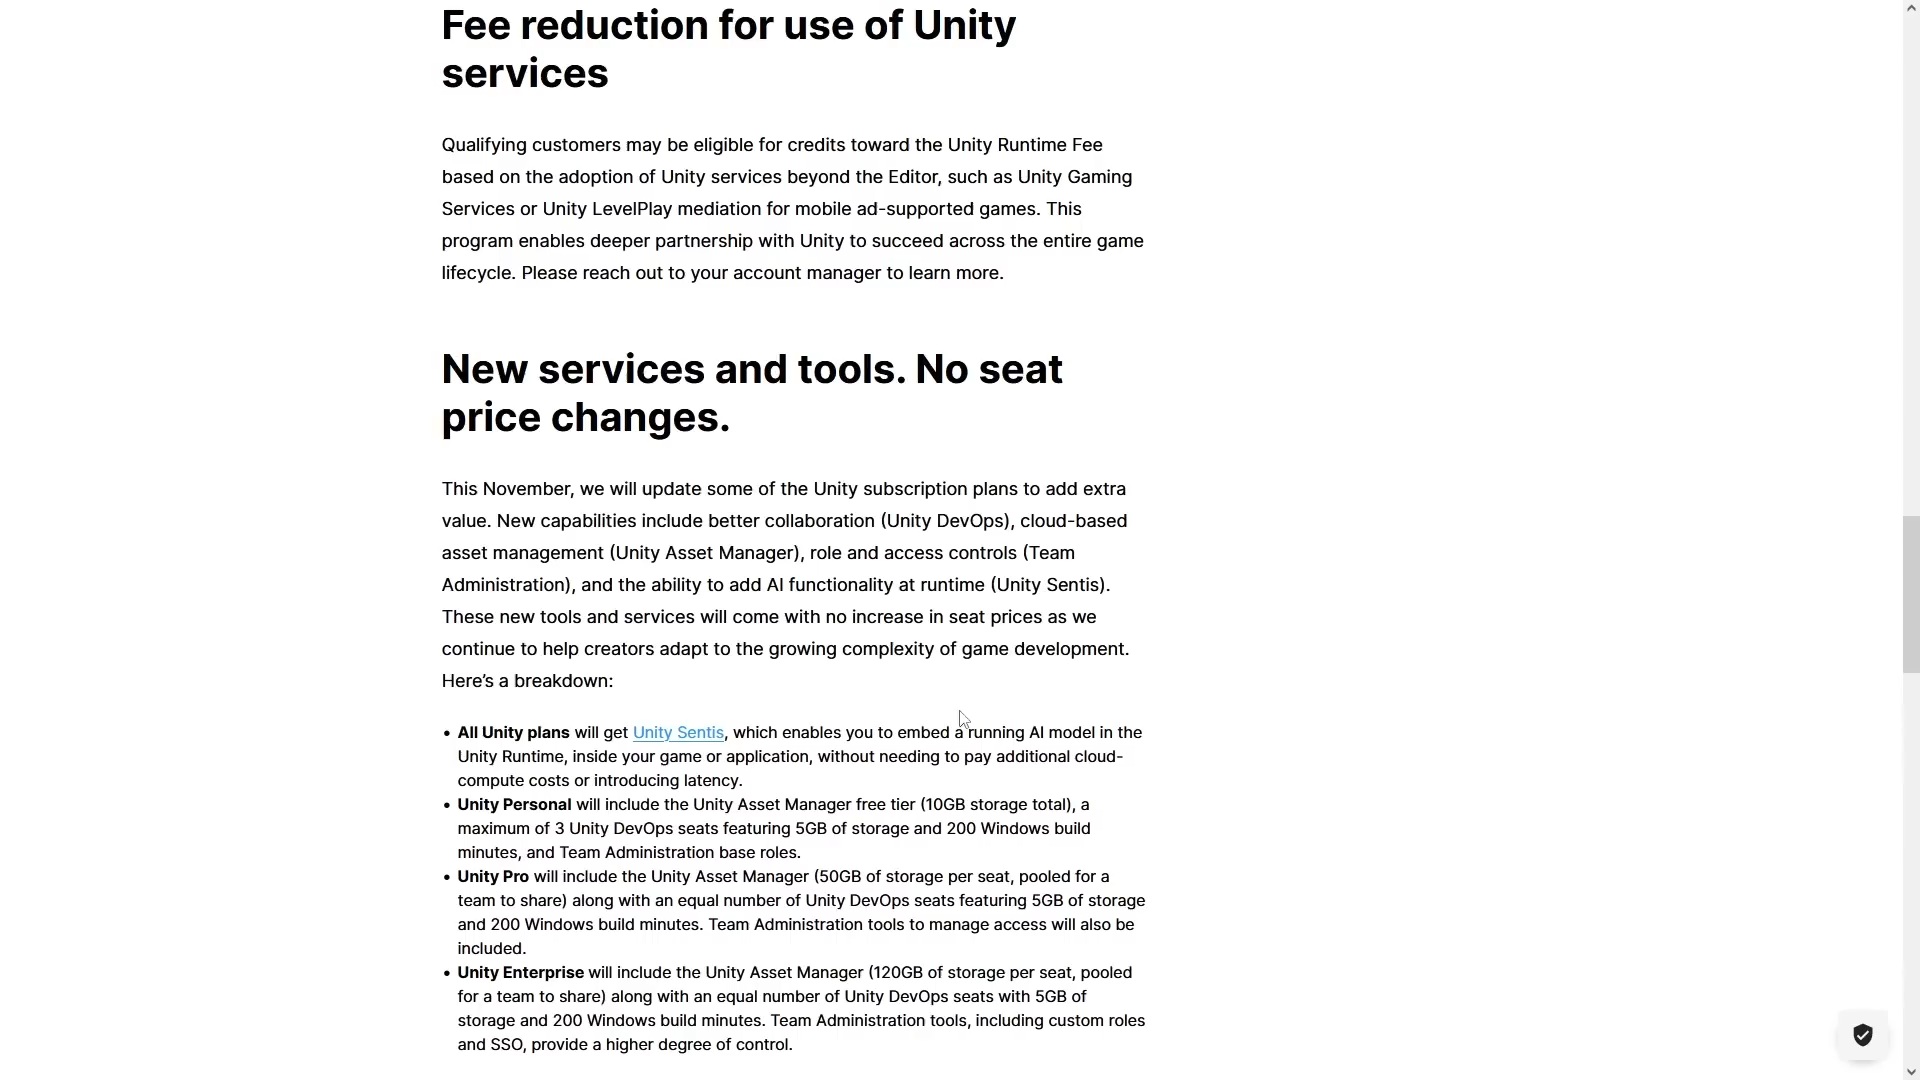 Fee reduction for use of Unity
services
Qualifying customers may be eligible for credits toward the Unity Runtime Fee
based on the adoption of Unity services beyond the Editor, such as Unity Gaming
Services or Unity LevelPlay mediation for mobile ad-supported games. This
program enables deeper partnership with Unity to succeed across the entire game
lifecycle. Please reach out to your account manager to learn more.
New services and tools. No seat
price changes.
This November, we will update some of the Unity subscription plans to add extra
value. New capabilities include better collaboration (Unity DevOps), cloud-based
asset management (Unity Asset Manager), role and access controls (Team
Administration), and the ability to add AI functionality at runtime (Unity Sentis).
These new tools and services will come with no increase in seat prices as we
continue to help creators adapt to the growing complexity of game development.
Here’s a breakdown:
• All Unity plans will get Unity Sentis, which enables you to embed a running AI model in the
Unity Runtime, inside your game or application, without needing to pay additional cloud-
compute costs or introducing latency.
• Unity Personal will include the Unity Asset Manager free tier (10GB storage total), a
maximum of 3 Unity DevOps seats featuring 5GB of storage and 200 Windows build
minutes, and Team Administration base roles.
• Unity Pro will include the Unity Asset Manager (50GB of storage per seat, pooled for a
team to share) along with an equal number of Unity DevOps seats featuring 5GB of storage
and 200 Windows build minutes. Team Administration tools to manage access will also be
included.
• Unity Enterprise will include the Unity Asset Manager (120GB of storage per seat, pooled
for a team to share) along with an equal number of Unity DevOps seats with 5GB of
storage and 200 Windows build minutes. Team Administration tools, including custom roles
and SSO, provide a higher degree of control.